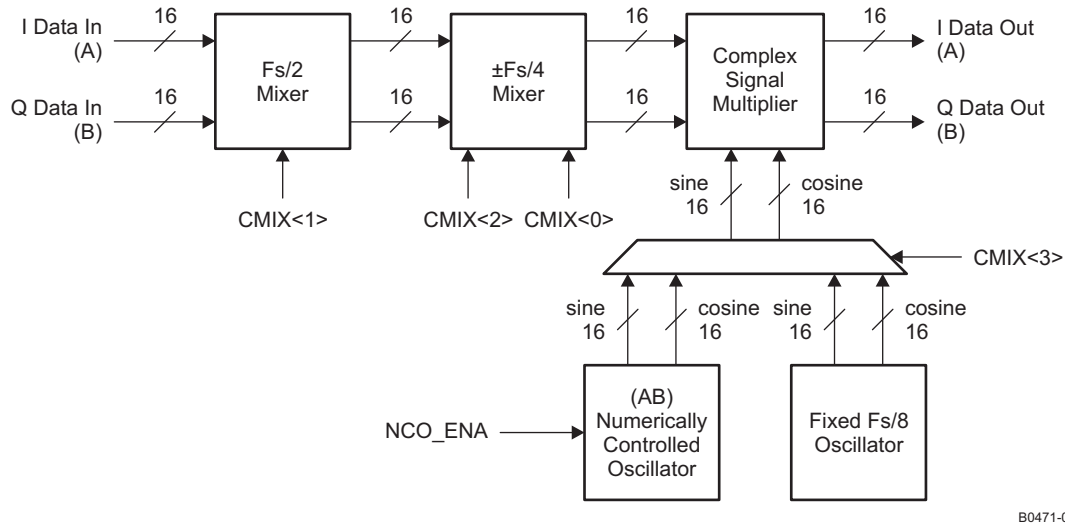 I Data In
(A)
16
16
16
16
I Data Out
(A)
Fs/2
Mixer
±Fs/4
Mixer
Complex
Signal
Multiplier
Q Data In
(B)
16
16
16
16
Q Data Out
(B)
sine
16
cosine
16
CMIX<1>
CMIX<2>
CMIX<0>
CMIX<3>
sine
16
cosine
16
sine
16
cosine
16
NCO_ENA
(AB)
Numerically
Controlled
Oscillator
Fixed Fs/8
Oscillator